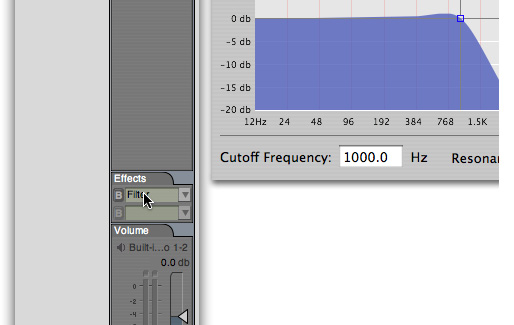 0 db
-5 db
-10 db
-15 db
-20 db
12Hz 24 48 96 192 384 768 1.5K
Cutoff Frequency: 1000.0 Hz Resonan
Effects
B Filter
B
Volume
Built-i...o 1-2
0.0 db
0
-2
-4